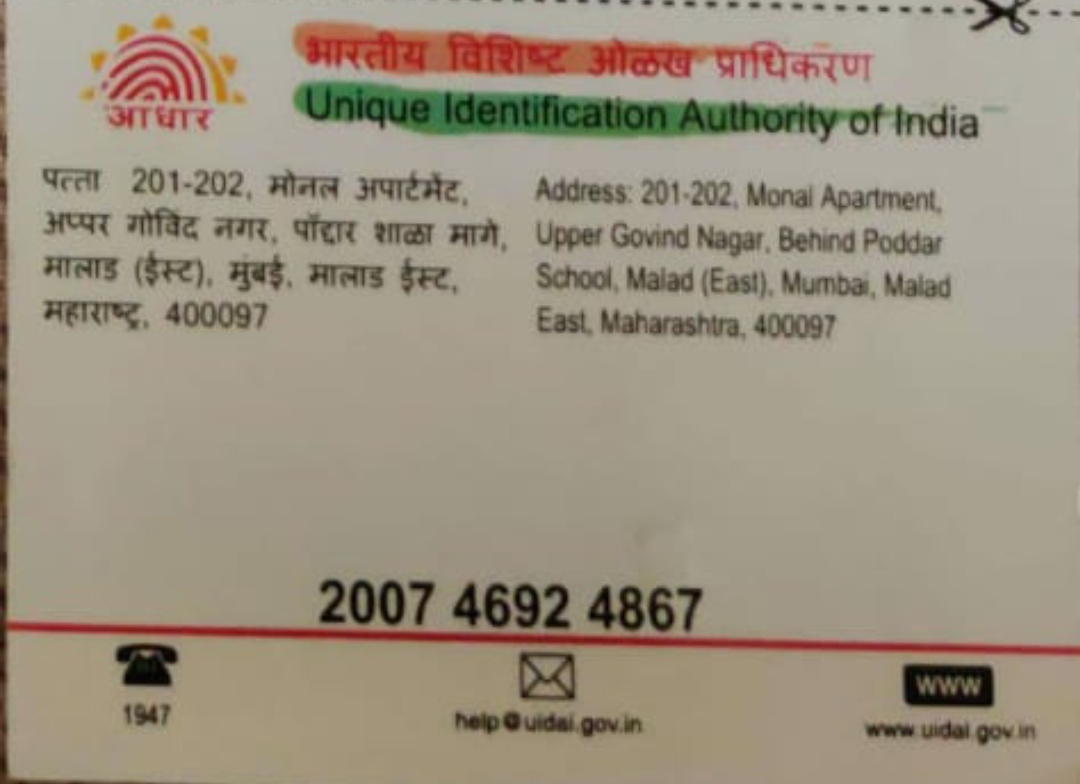 आधार
भारतीय विशिष्ट ओळख प्राधिकरण
Unique Identification Authority of India
पत्ता 201-202, मोनल अपार्टमेंट,
अप्पर गोविंद नगर, पॉद्दार शाळा मागे,
मालाड (ईस्ट), मुंबई, मालाड ईस्ट,
महाराष्ट्र, 400097
Address: 201-202, Monal Apartment,
Upper Govind Nagar, Behind Poddar
School, Malad (East), Mumbai, Malad
East, Maharashtra, 400097
2007 4692 4867
1947
help@uidai.gov.in
www
www.uidai.gov.in